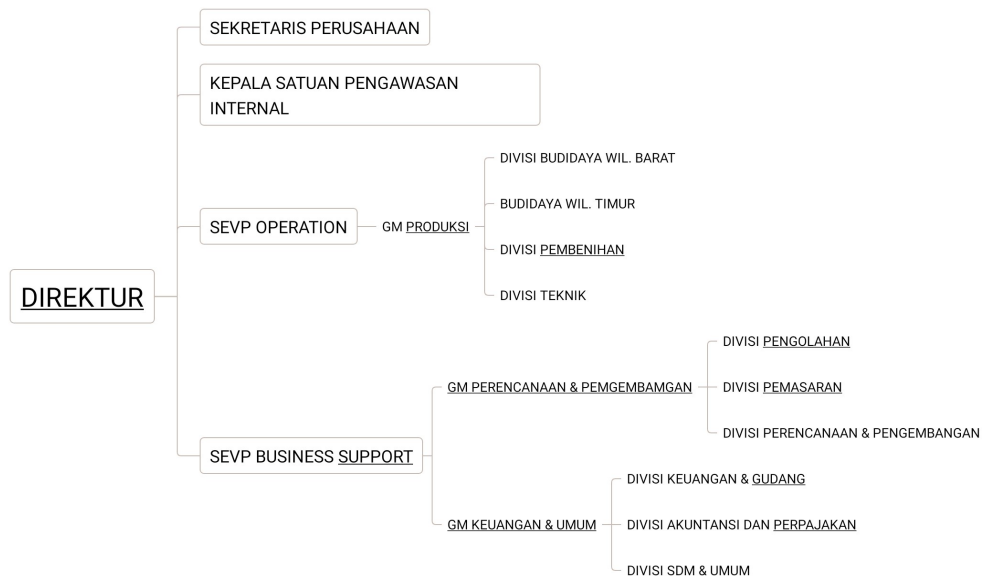 SEKRETARIS PERUSAHAAN
KEPALA SATUAN PENGAWASAN
INTERNAL
DIVISI BUDIDAYA WIL. BARAT
BUDIDAYA WIL. TIMUR
SEVP OPERATION
GM PRODUKSI
DIVISI PEMBENIHAN
DIVISI TEKNIK
DIREKTUR
DIVISI PENGOLAHAN
GM PERENCANAAN & PEMGEMBAMGAN
DIVISI PEMASARAN
DIVISI PERENCANAAN & PENGEMBANGAN
SEVP BUSINESS SUPPORT
DIVISI KEUANGAN & GUDANG
GM KEUANGAN & UMUM
DIVISI AKUNTANSI DAN PERPAJAKAN
DIVISI SDM & UMUM